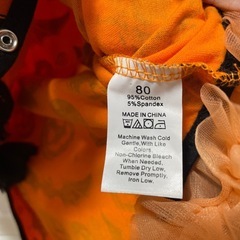 80
95%Cotton
5%Spandex
MADE IN CHINA
Machine Wash Cold
Gentle,With Like
Colors.
Non-Chlorine Bleach
When Needed,
Tumble Dry Low,
Remove Promptly,
Iron Low.